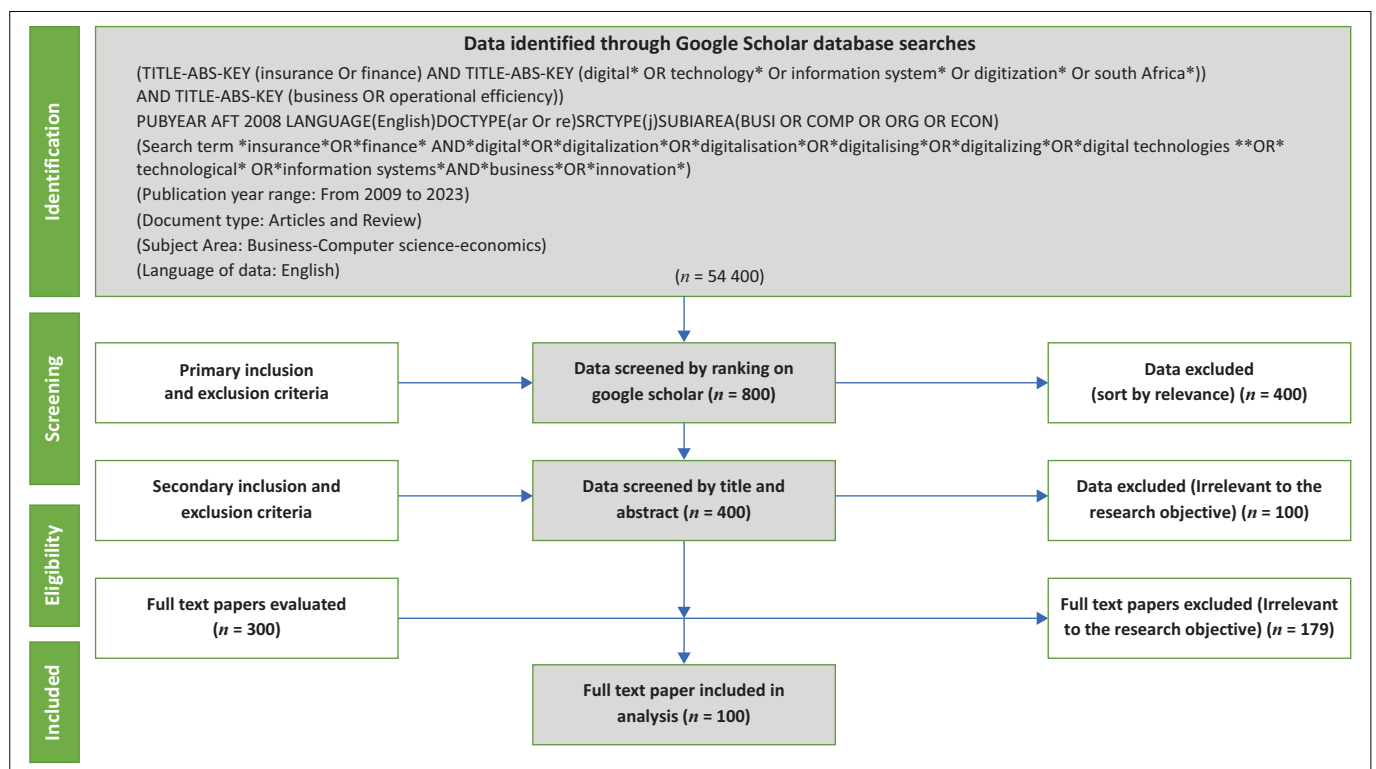 Identification
Data identified through Google Scholar database searches
(TITLE-ABS-KEY (insurance Or finance) AND TITLE-ABS-KEY (digital* OR technology* Or information system* Or digitization* Or south Africa*))
AND TITLE-ABS-KEY (business OR operational efficiency))
PUBYEAR AFT 2008 LANGUAGE(English)DOCTYPE(ar Or re)SRCTYPE(j)SUBIAREA(BUSI OR COMP OR ORG OR ECON)
(Search term *insurance*OR*finance* AND*digital*OR*digitalization*OR*digitalisation*OR*digitalising*OR*digitalizing*OR*digital technologies **OR*
technological* OR*information systems*AND*business*OR*innovation*)
(Publication year range: From 2009 to 2023)
(Document type: Articles and Review)
(Subject Area: Business-Computer science-economics)
(Language of data: English)
(n = 54 400)
Screening
Primary inclusion
and exclusion criteria
Data screened by ranking on
google scholar (n = 800)
Data excluded
(sort by relevance) (n = 400)
Secondary inclusion and
exclusion criteria
Data screened by title and
abstract (n = 400)
Data excluded (Irrelevant to the
research objective) (n = 100)
Eligibility
Full text papers evaluated
(n = 300)
Full text papers excluded (Irrelevant
to the research objective) (n = 179)
Included
Full text paper included in
analysis (n = 100)